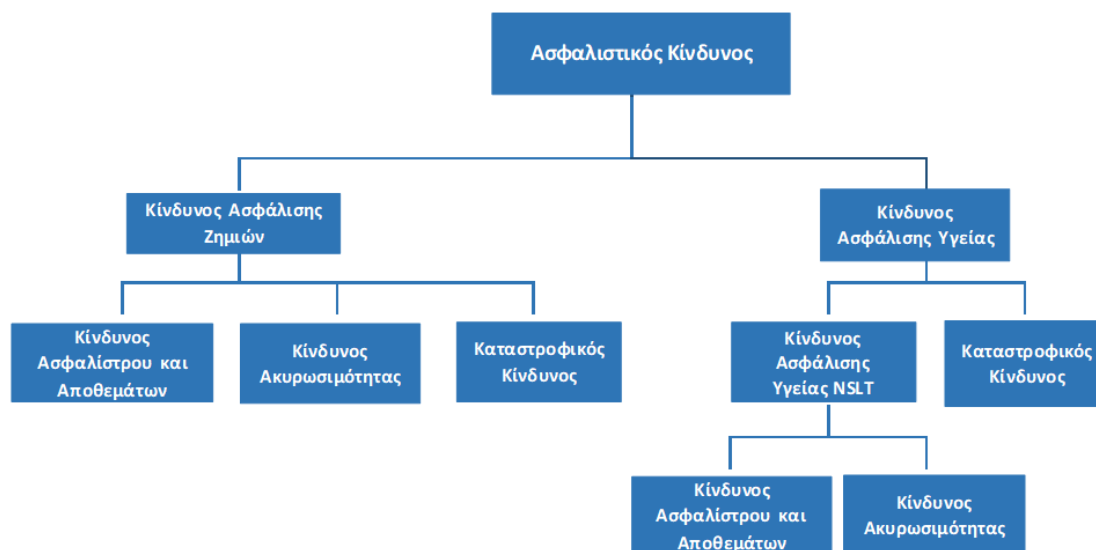 Ασφαλιστικός Κίνδυνος
Κίνδυνος Ασφάλισης
Ζημιών
Κίνδυνος
Ασφάλισης Υγείας
Κίνδυνος
Ασφαλίστρου και
Αποθεμάτων
Κίνδυνος
Ακυρωσιμότητας
Καταστροφικός
Κίνδυνος
Κίνδυνος
Ασφάλισης
Υγείας NSLT
Καταστροφικός
Κίνδυνος
Κίνδυνος
Ασφαλίστρου και
Αποθεμάτων
Κίνδυνος
Ακυρωσιμότητας